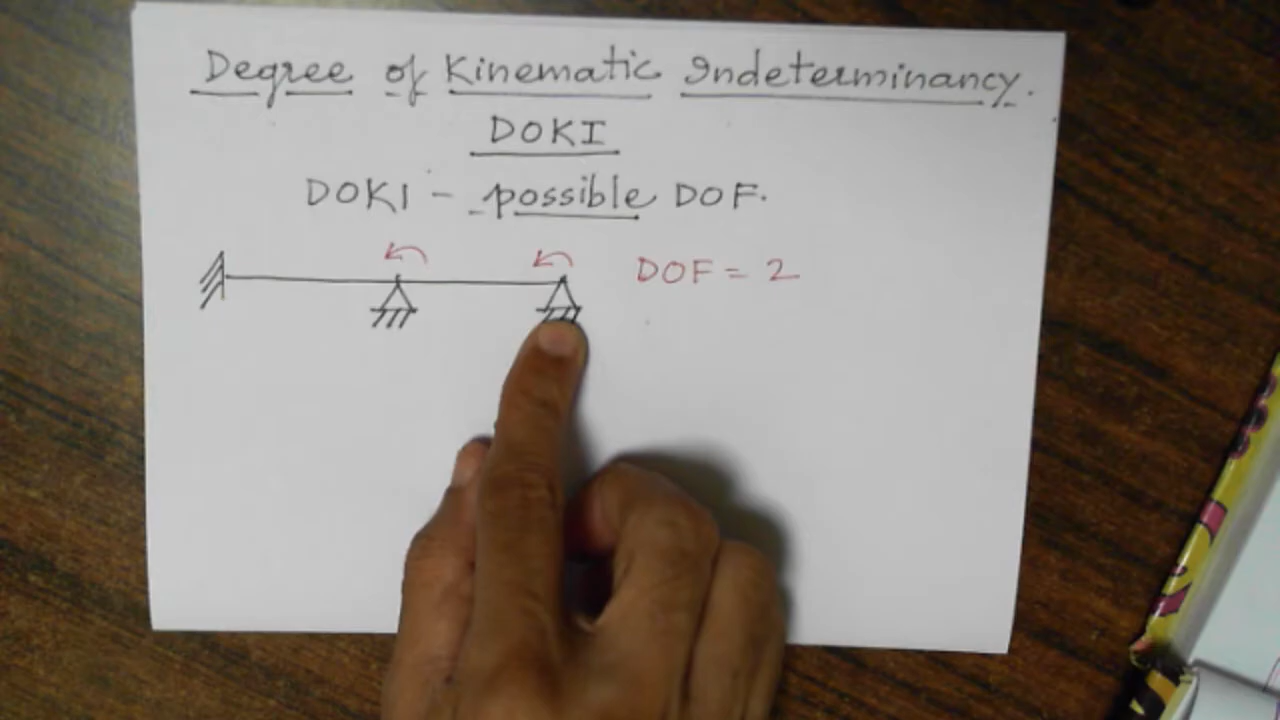 Degree of Kinematic Indeterminancy.
DOKI
DOKI - possible DOF.
DOF = 2